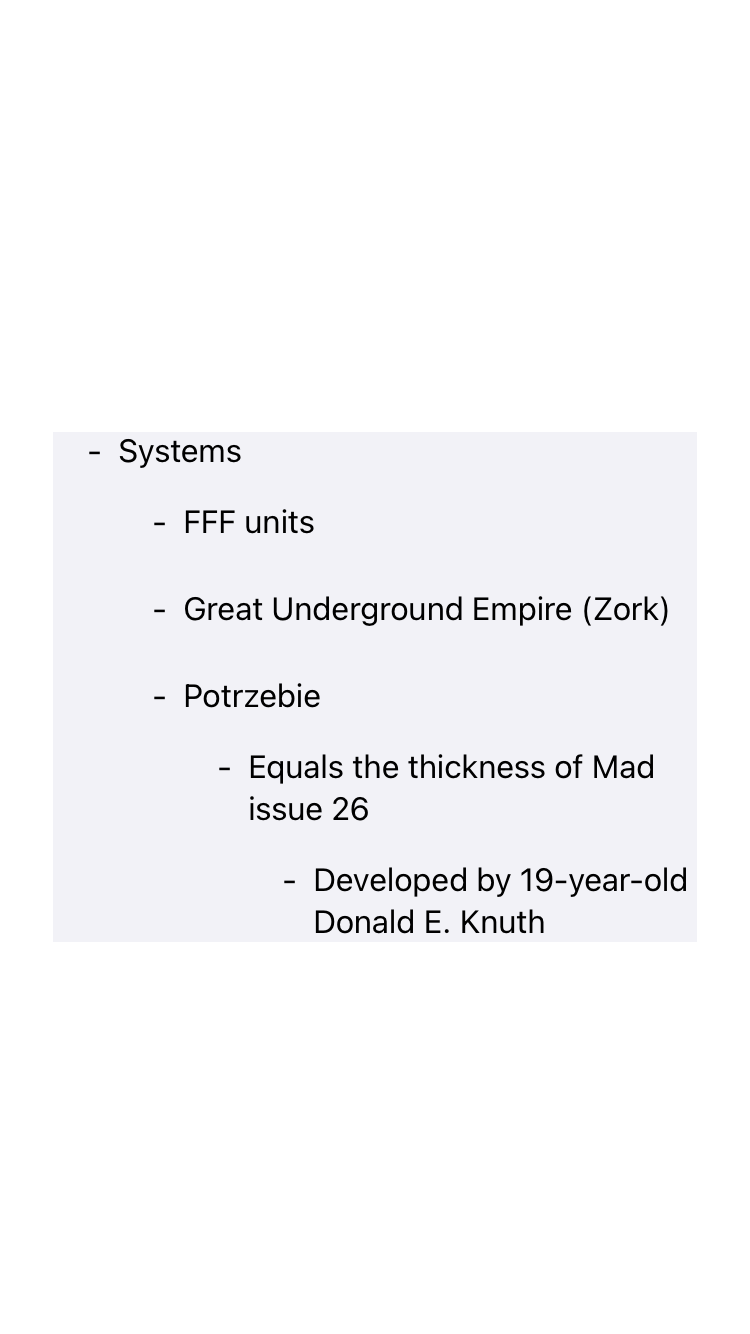 - Systems
- FFF units
- Great Underground Empire (Zork)
- Potrzebie
- Equals the thickness of Mad
issue 26
- Developed by 19-year-old
Donald E. Knuth